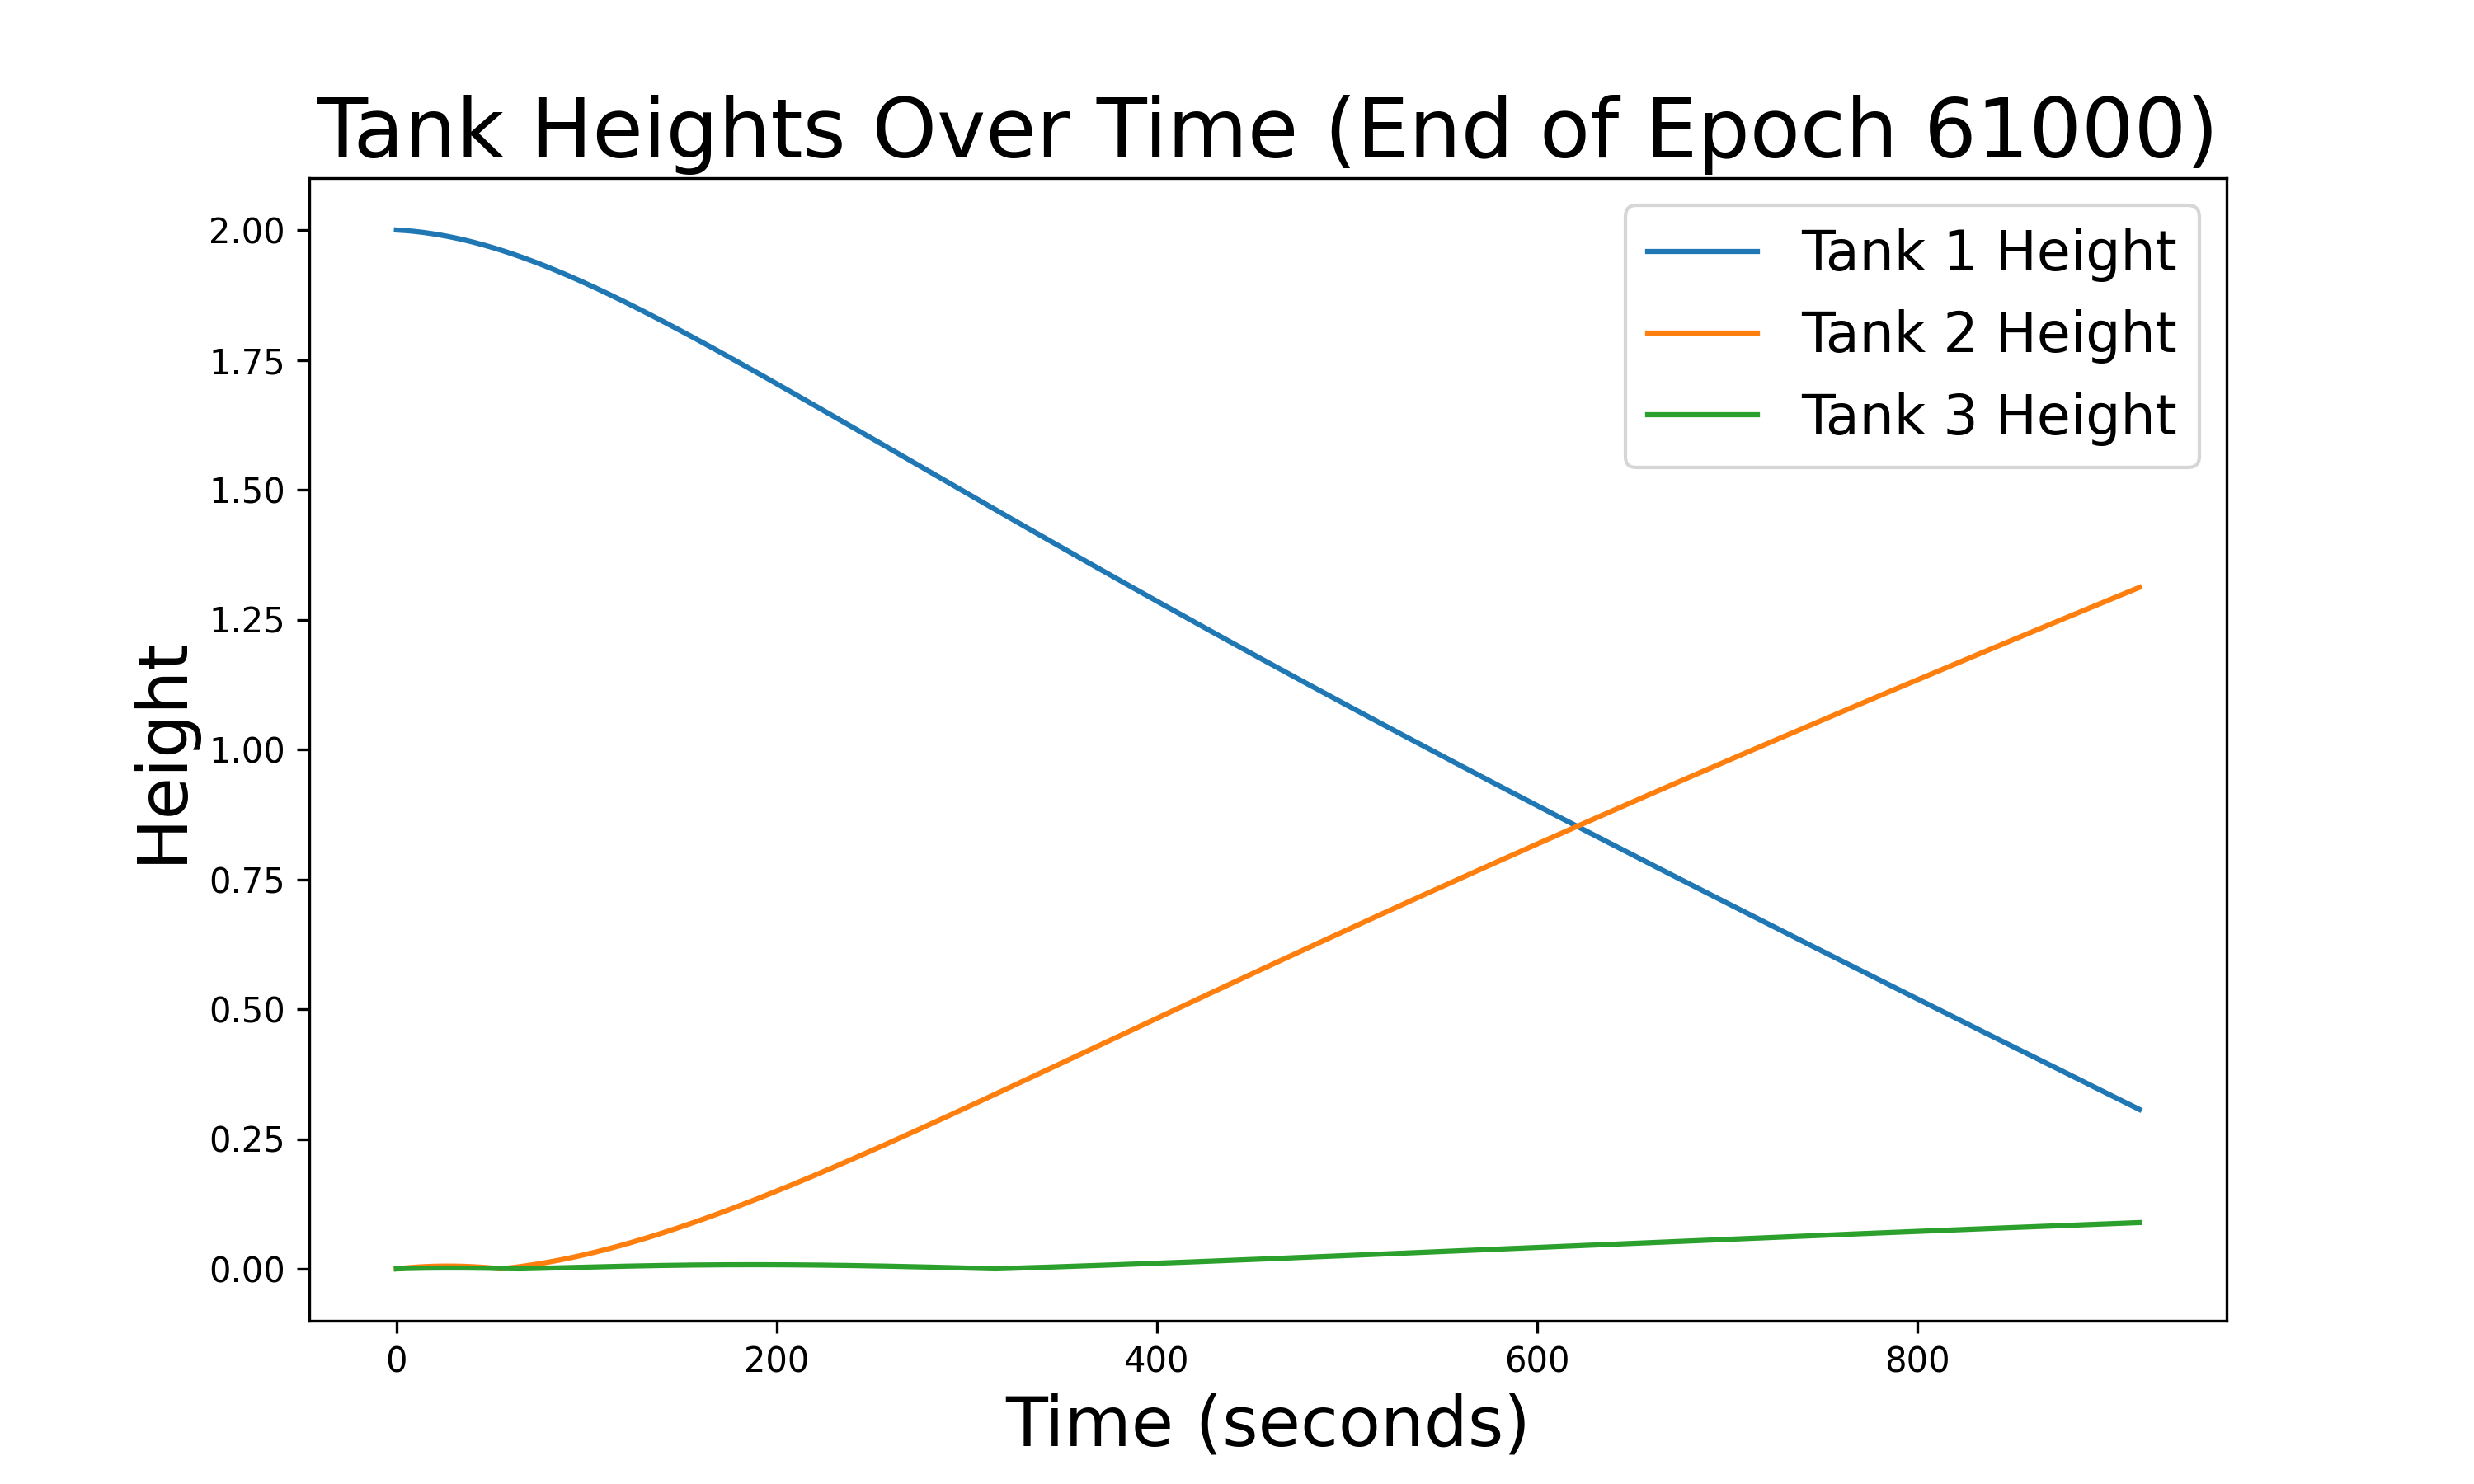 Tank Heights Over Time (End of Epoch 61000)
Tank 1 Height
Tank 2 Height
Tank 3 Height
Height
2.00
1.75
1.50
1.25
1.00
0.75
0.50
0.25
0.00
0 200 400 600 800
Time (seconds)